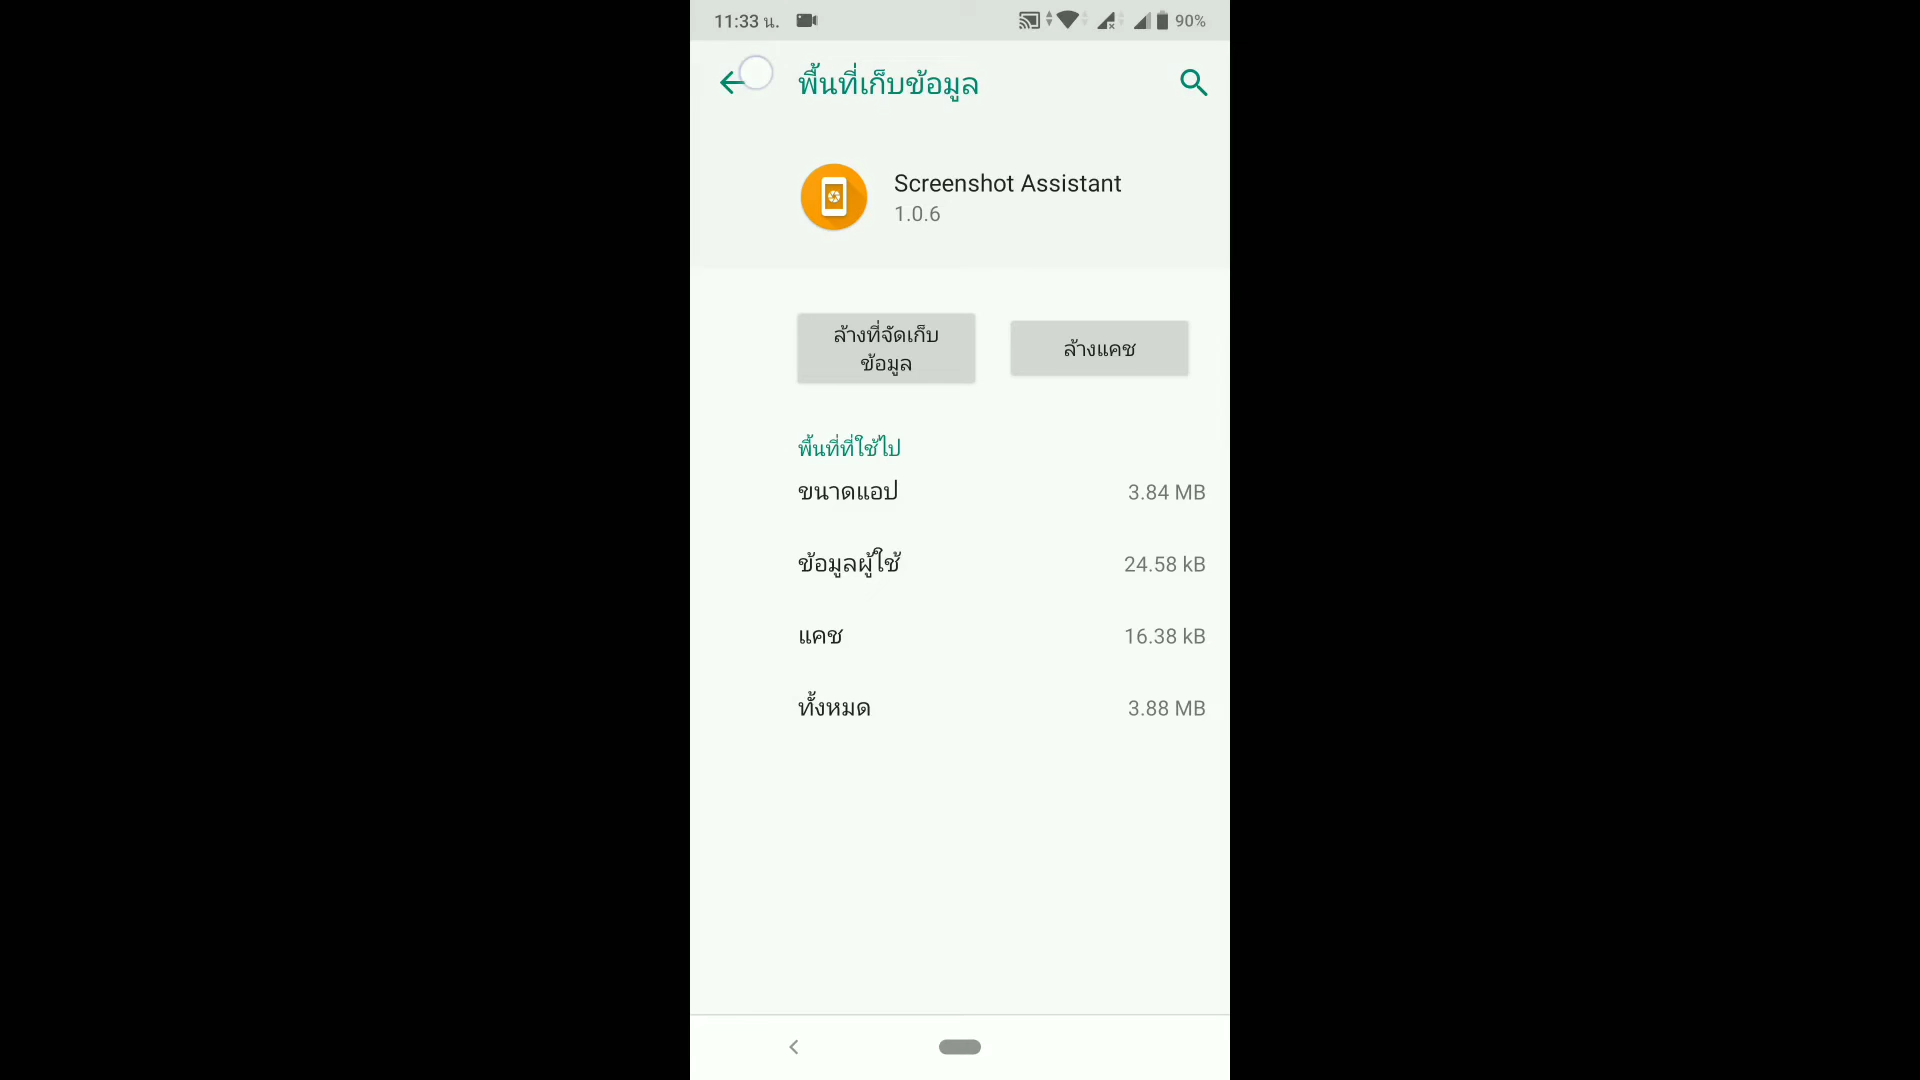 11:33 น.
90%
พื้นที่เก็บข้อมูล
Screenshot Assistant
1.0.6
ล้างที่จัดเก็บ
ข้อมูล
ล้างแคช
พื้นที่ที่ใช้ไป
ขนาดแอป 3.84 MB
ข้อมูลผู้ใช้ 24.58 kB
แคช 16.38 kB
ทั้งหมด 3.88 MB